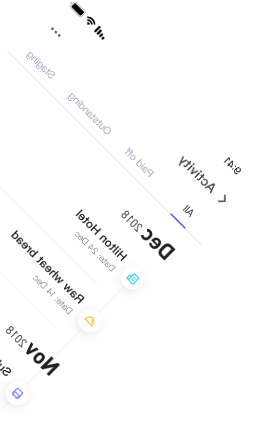 9:41
Activity
All
Paid off
Outstanding
Staging
Dec 2018
Hilton Hotel
Date: 24 Dec
Raw wheat bread
Date: 14 Dec
Nov 2018